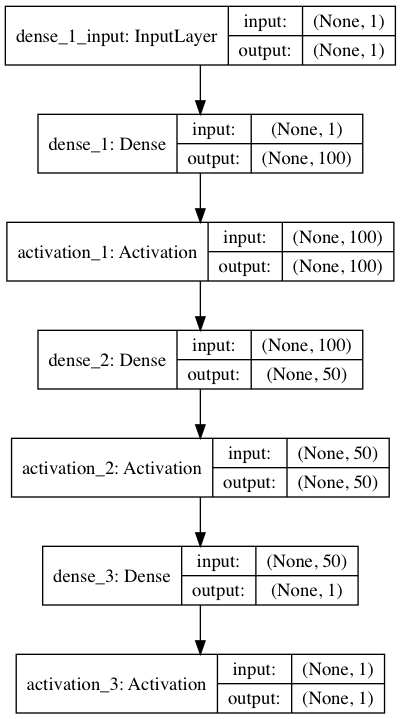 dense_1_input: InputLayer
input: (None, 1)
output: (None, 1)
dense_1: Dense
input: (None, 1)
output: (None, 100)
activation_1: Activation
input: (None, 100)
output: (None, 100)
dense_2: Dense
input: (None, 100)
output: (None, 50)
activation_2: Activation
input: (None, 50)
output: (None, 50)
dense_3: Dense
input: (None, 50)
output: (None, 1)
activation_3: Activation
input: (None, 1)
output: (None, 1)